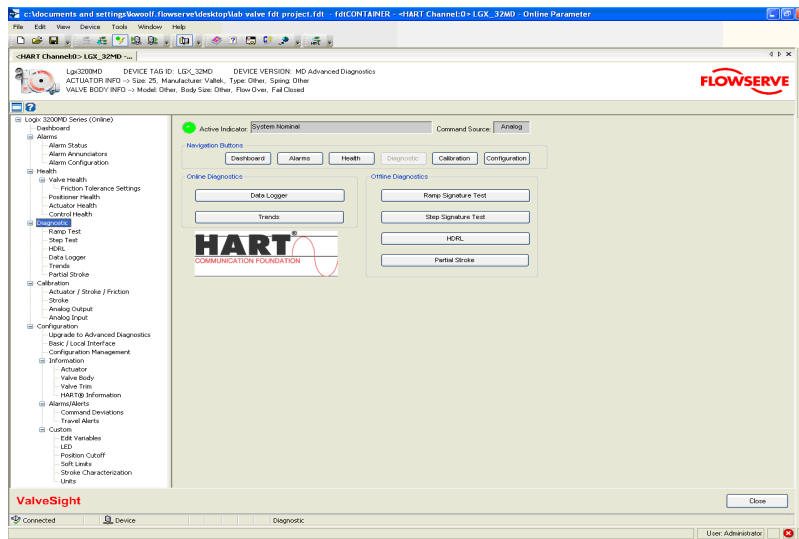 c:\documents and settings\kwoolf.flowserve\desktop\lab valve fdt project.fdt - fdtCONTAINER - <HART Channel:0> LGX_32MD - Online Parameter
File Edit View Device Tools Window Help
<HART Channel:0> LGX_32MD -...
Lgx3200MD DEVICE TAG ID: LGX_32MD DEVICE VERSION: MD Advanced Diagnostics
ACTUATOR INFO --> Size: 25, Manufacturer: Valtek, Type: Other, Spring: Other
VALVE BODY INFO --> Model: Other, Body Size: Other, Flow Over, Fail Closed
FLOWSERVE
Logix 3200MD Series (Online)
Dashboard
Alarms
Alarm Status
Alarm Annunciators
Alarm Configuration
Health
Valve Health
Friction Tolerance Settings
Positioner Health
Actuator Health
Control Health
Diagnostic
Ramp Test
Step Test
HDRL
Data Logger
Trends
Partial Stroke
Calibration
Actuator / Stroke / Friction
Stroke
Analog Output
Analog Input
Configuration
Upgrade to Advanced Diagnostics
Basic / Local Interface
Configuration Management
Information
Actuator
Valve Body
Valve Trim
HART® Information
Alarms/Alerts
Command Deviations
Travel Alerts
Custom
Edit Variables
LED
Position Cutoff
Soft Limits
Stroke Characterization
Units
Active Indicator: System Nominal Command Source: Analog
Navigation Buttons
Dashboard Alarms Health Diagnostic Calibration Configuration
Online Diagnostics
Data Logger
Trends
Offline Diagnostics
Ramp Signature Test
Step Signature Test
HDRL
Partial Stroke
HART®
COMMUNICATION FOUNDATION
ValveSight
Close
Connected Device Diagnostic
User: Administrator